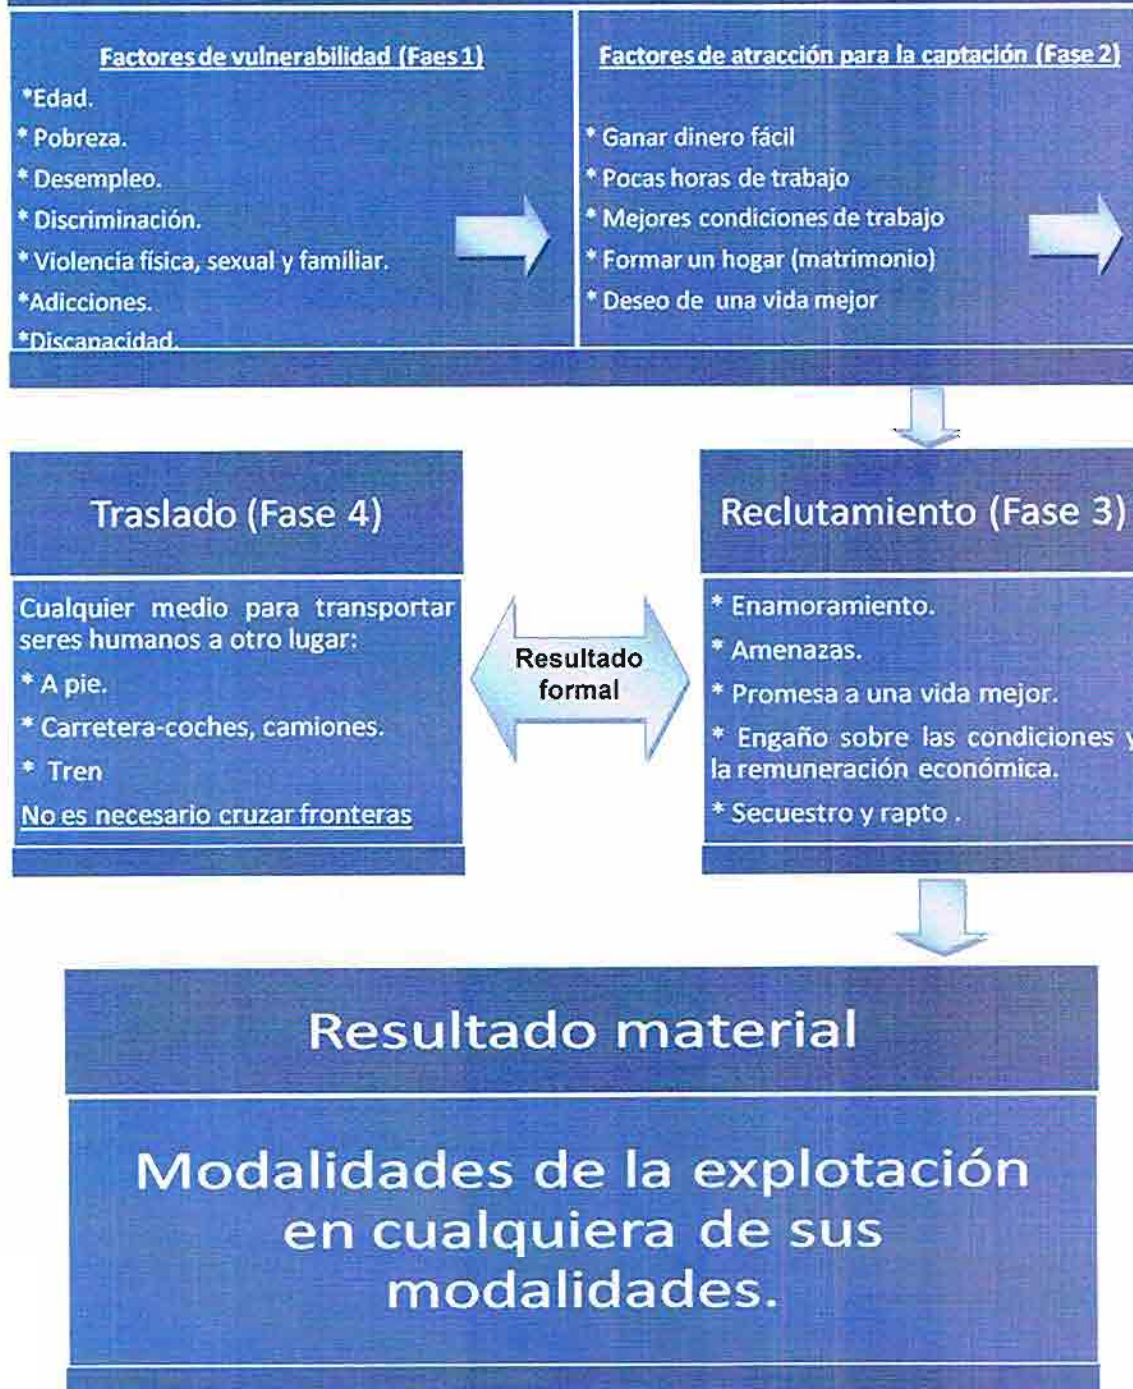 Factores de vulnerabilidad (Faes 1)
*Edad.
* Pobreza.
* Desempleo.
* Discriminación.
* Violencia física, sexual y familiar.
*Adicciones.
*Discapacidad.
Factores de atracción para la captación (Fase 2)
* Ganar dinero fácil
* Pocas horas de trabajo
* Mejores condiciones de trabajo
* Formar un hogar (matrimonio)
* Deseo de una vida mejor
Reclutamiento (Fase 3)
* Enamoramiento.
* Amenazas.
* Promesa a una vida mejor.
* Engaño sobre las condiciones y
la remuneración económica.
* Secuestro y rapto .
Resultado
formal
Traslado (Fase 4)
Cualquier medio para transportar
seres humanos a otro lugar:
* A pie.
* Carretera-coches, camiones.
* Tren
No es necesario cruzar fronteras
Resultado material
Modalidades de la explotación
en cualquiera de sus
modalidades.